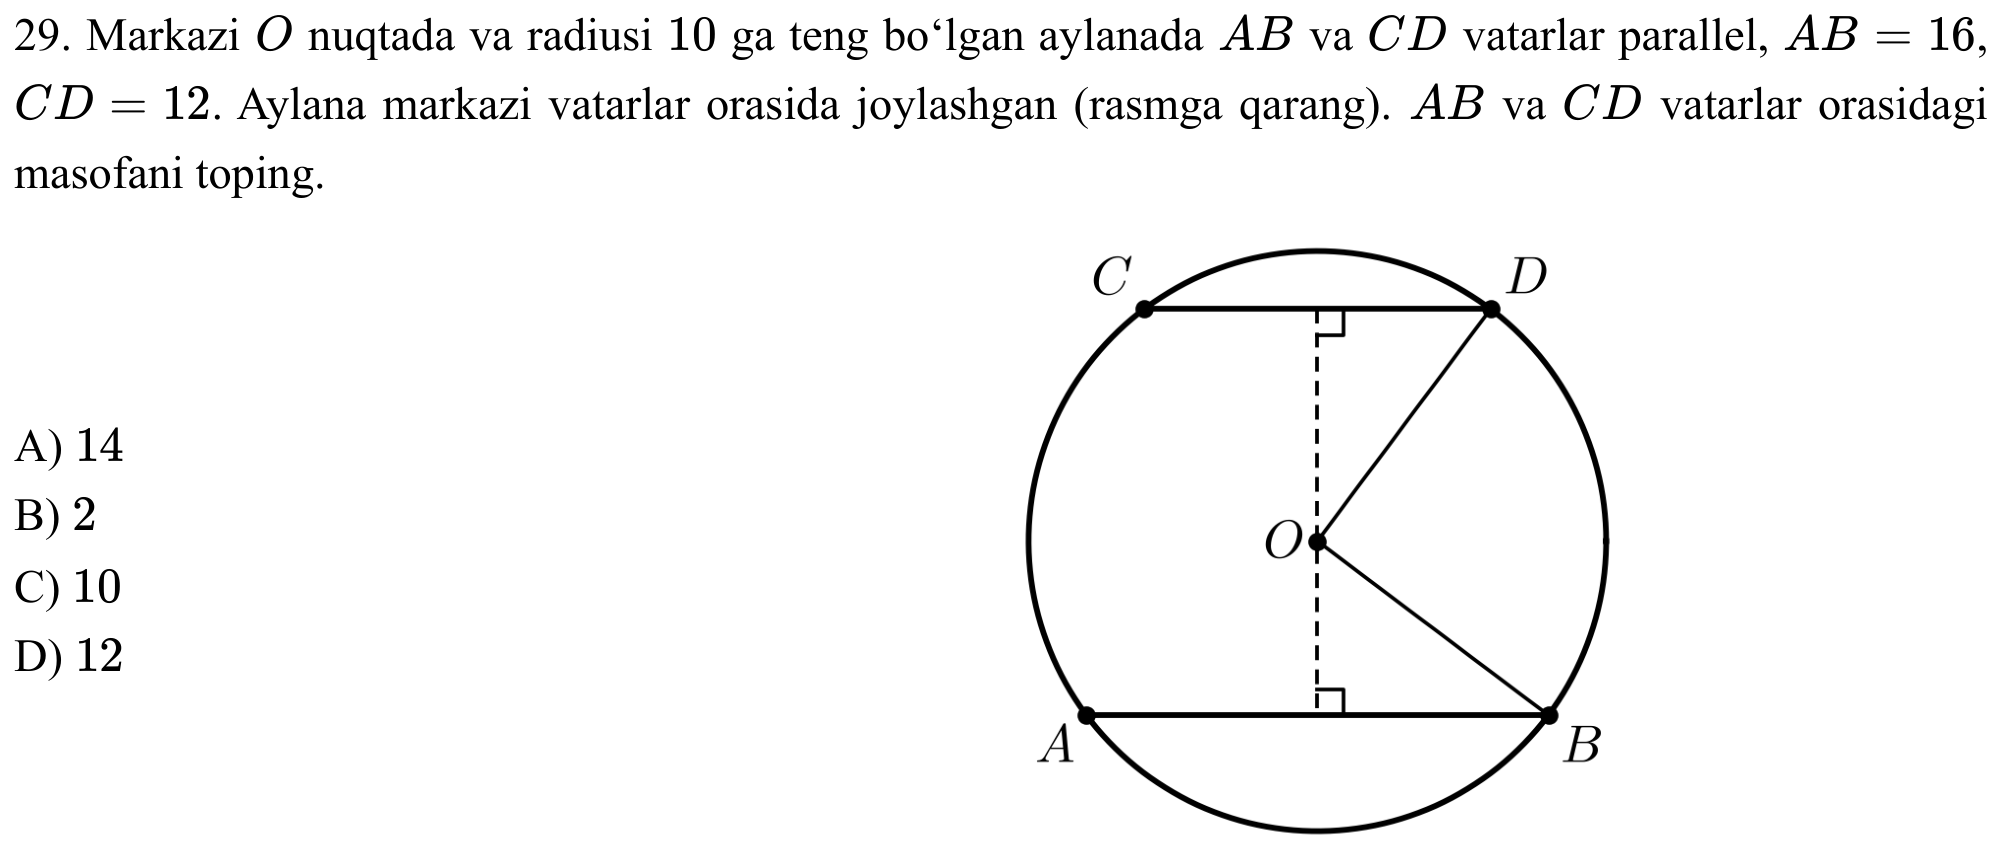 29. Markazi O nuqtada va radiusi 10 ga teng bo‘lgan aylanada AB va CD vatarlar parallel, AB = 16,
CD = 12. Aylana markazi vatarlar orasida joylashgan (rasmga qarang). AB va CD vatarlar orasidagi
masofani toping.
C
D
A) 14
B) 2
O
C) 10
D) 12
A
B